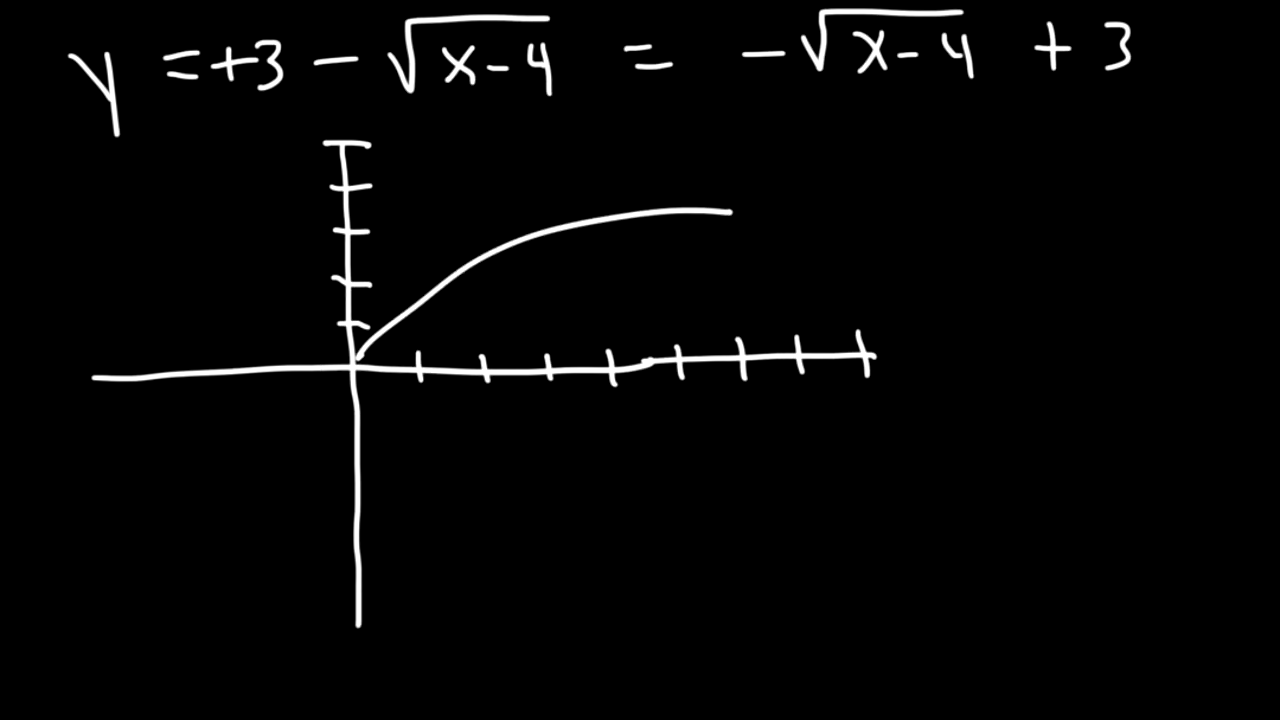 y = +3 - √(x-4) = -√(x-4) + 3